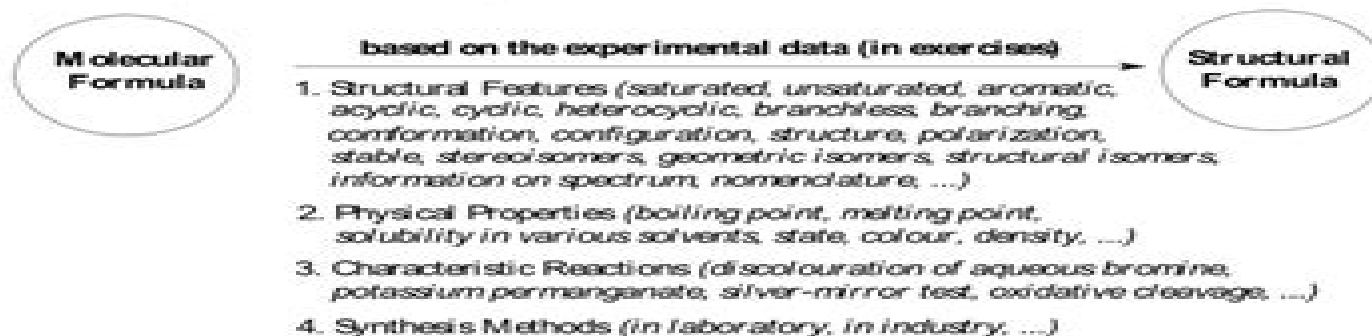 Molecular
Formula
based on the experimental data (in exercises)
Structural
Formula
1. Structural Features (saturated, unsaturated, aromatic,
acyclic, cyclic, heterocyclic, branchless, branching,
comformation, configuration, structure, polarization,
stable, stereoisomers, geometric isomers, structural isomers,
information on spectrum, nomenclature, ...)
2. Physical Properties (boiling point, melting point,
solubility in various solvents, state, colour, density, ...)
3. Characteristic Reactions (discolouration of aqueous bromine,
potassium permanganate, silver-mirror test, oxidative cleavage, ...)
4. Synthesis Methods (in laboratory, in industry, ...)